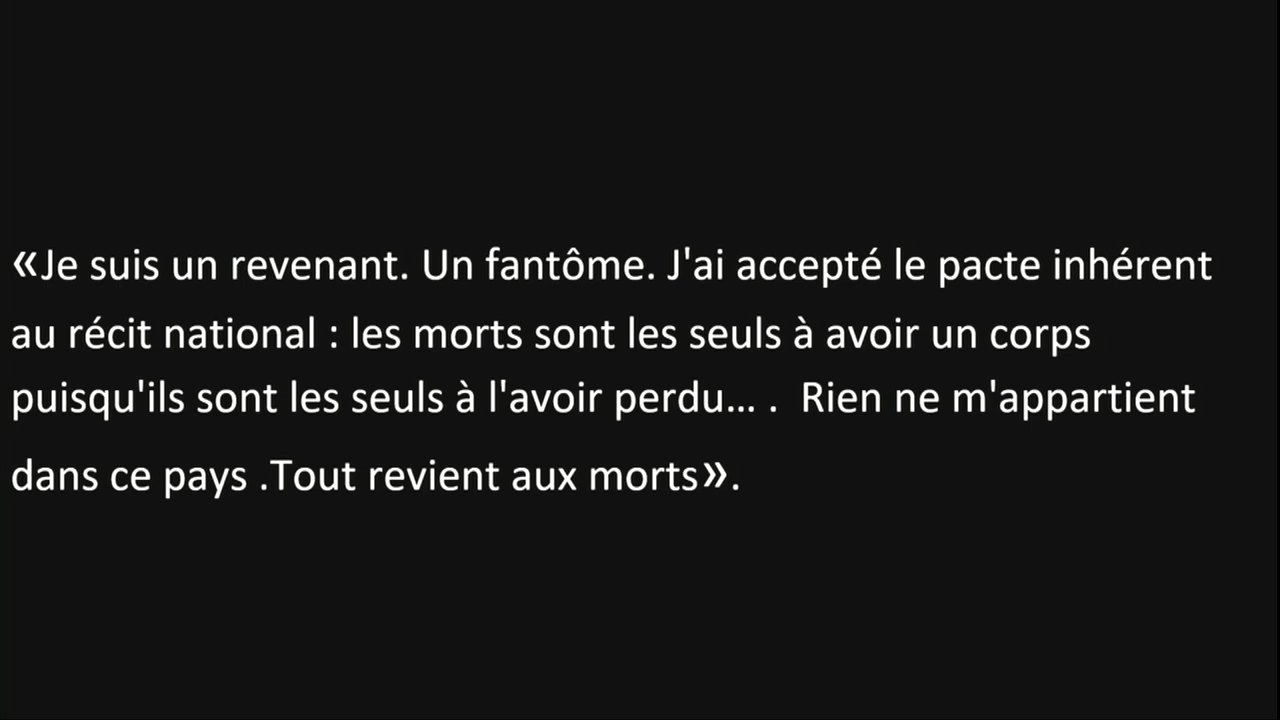 «Je suis un revenant. Un fantôme. J'ai accepté le pacte inhérent
au récit national : les morts sont les seuls à avoir un corps
puisqu'ils sont les seuls à l'avoir perdu... .  Rien ne m'appartient
dans ce pays .Tout revient aux morts».